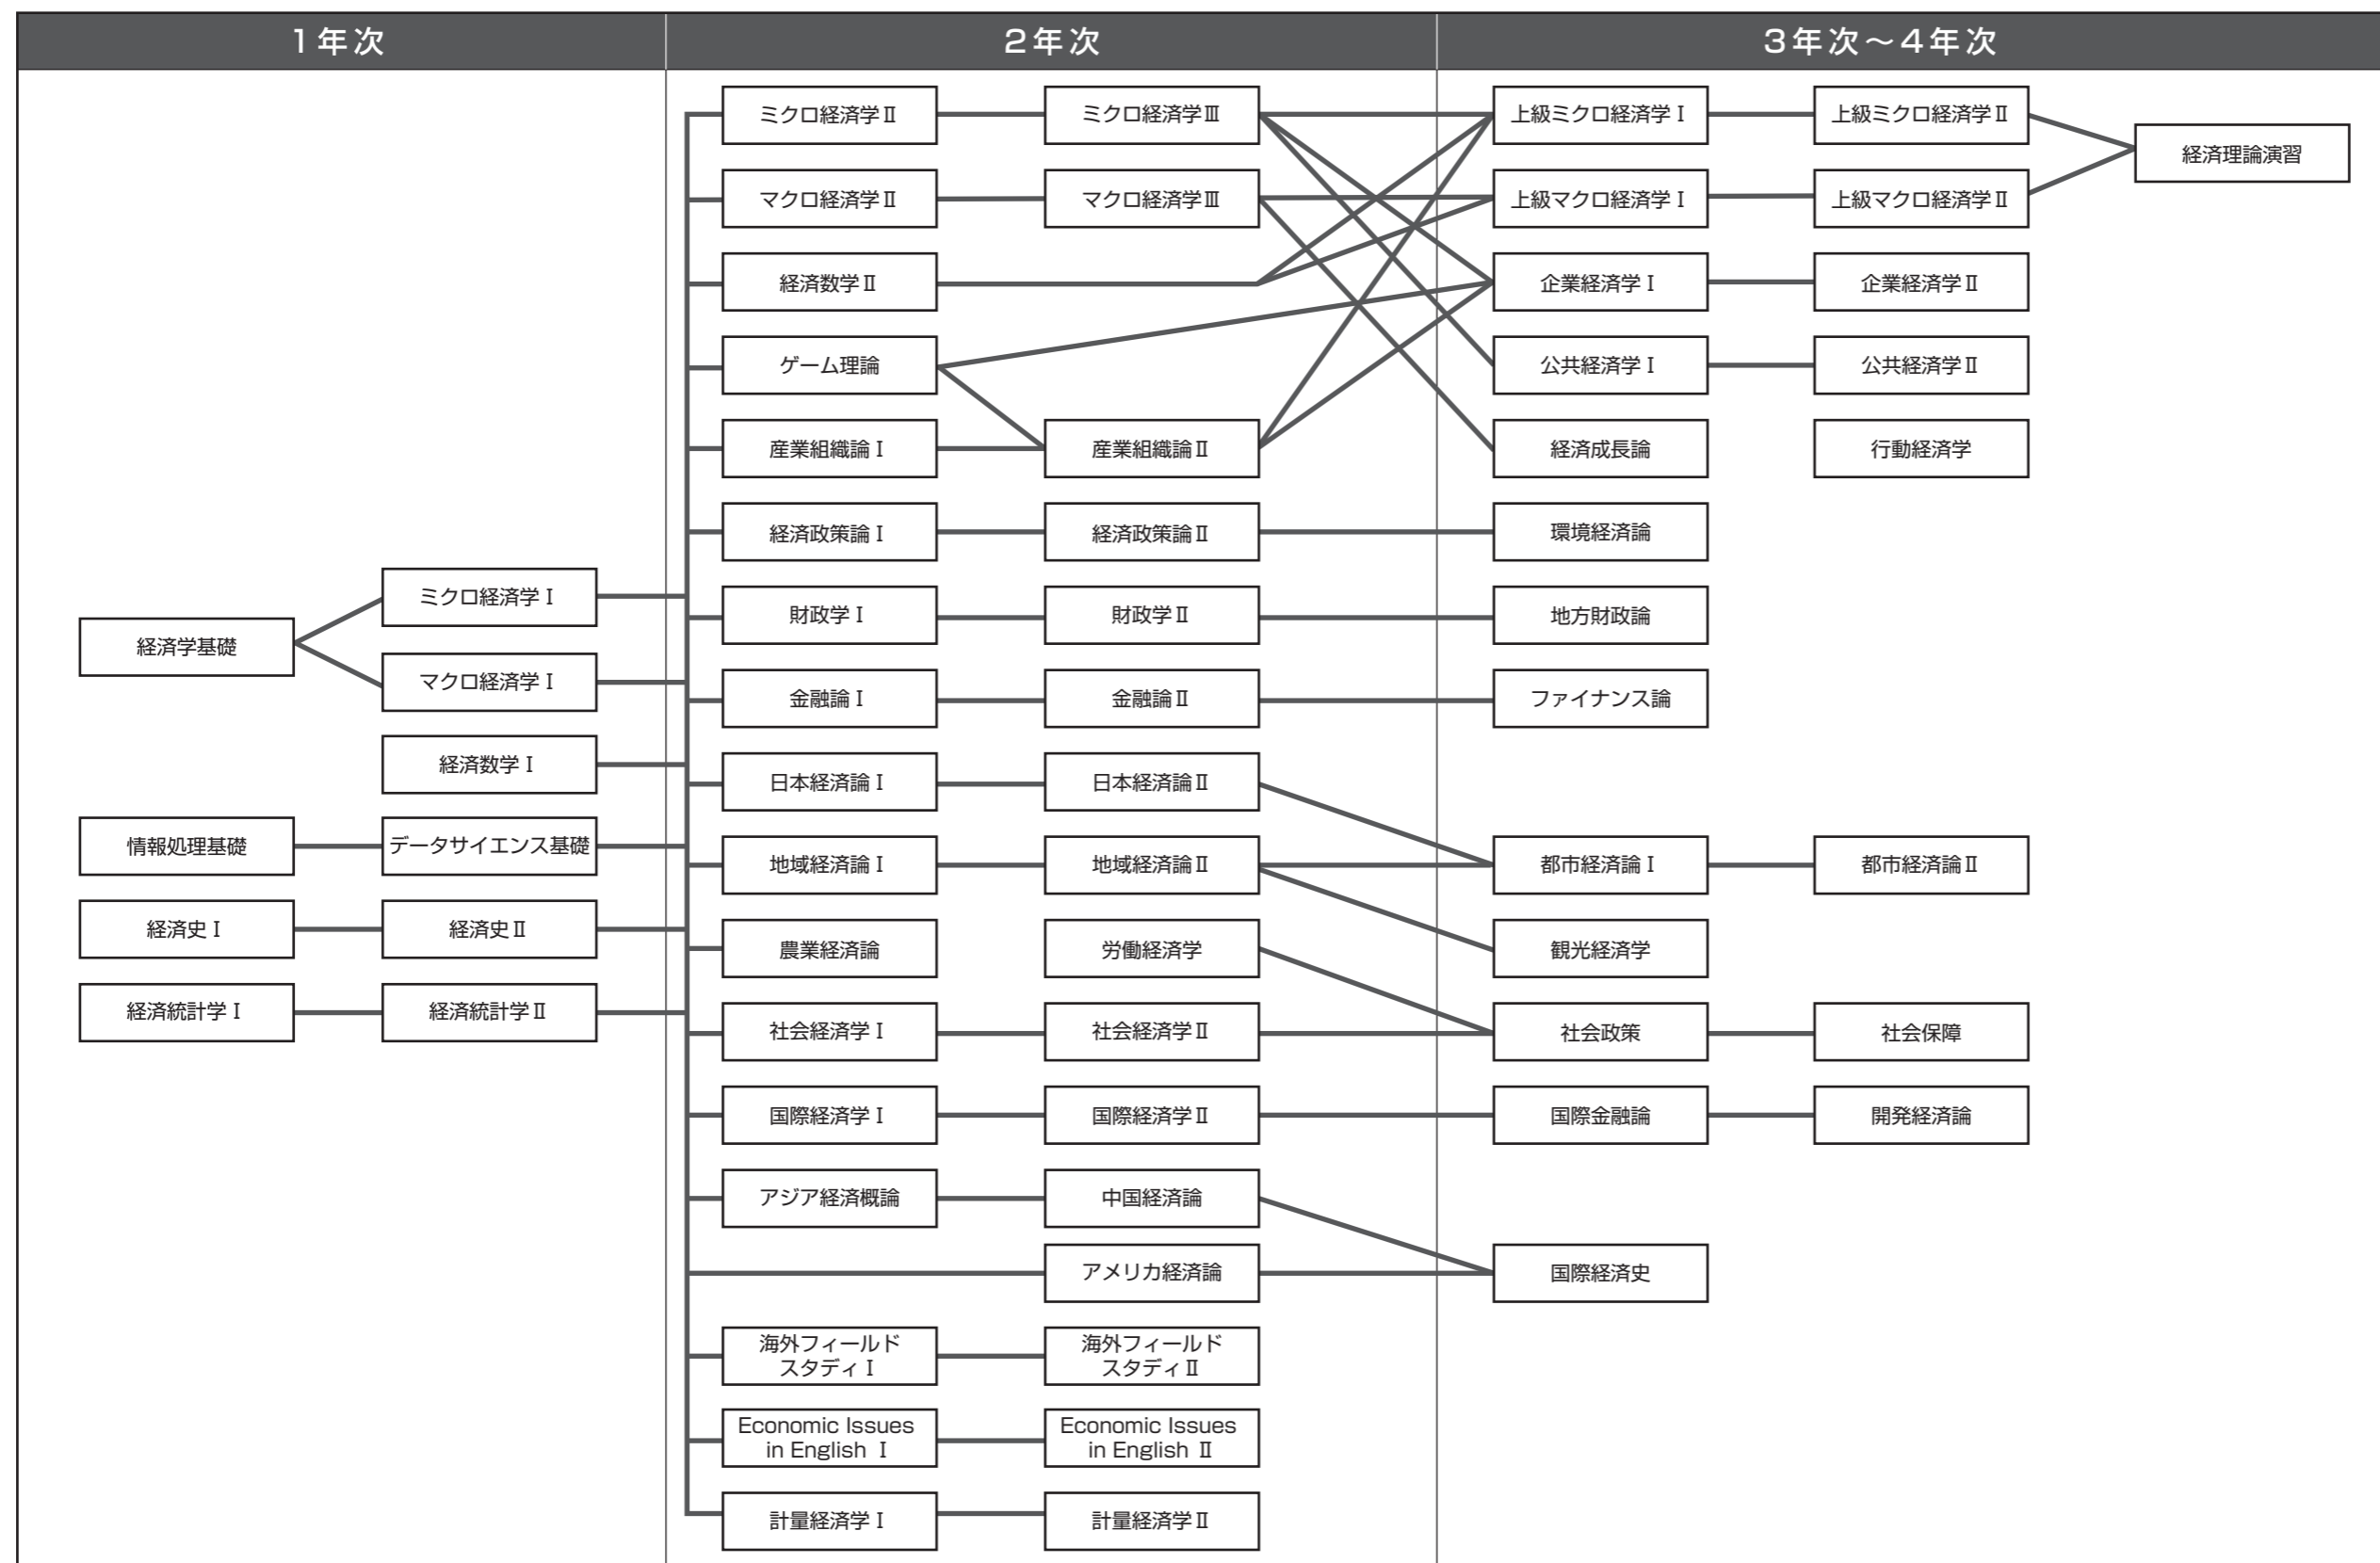 1年次
2年次
3年次～4年次
ミクロ経済学Ⅱ
ミクロ経済学Ⅲ
上級ミクロ経済学Ⅰ
上級ミクロ経済学Ⅱ
経済理論演習
マクロ経済学Ⅱ
マクロ経済学Ⅲ
上級マクロ経済学Ⅰ
上級マクロ経済学Ⅱ
経済数学Ⅱ
企業経済学Ⅰ
企業経済学Ⅱ
ゲーム理論
公共経済学Ⅰ
公共経済学Ⅱ
産業組織論Ⅰ
産業組織論Ⅱ
経済成長論
行動経済学
経済政策論Ⅰ
経済政策論Ⅱ
環境経済論
ミクロ経済学Ⅰ
財政学Ⅰ
財政学Ⅱ
地方財政論
経済学基礎
マクロ経済学Ⅰ
金融論Ⅰ
金融論Ⅱ
ファイナンス論
経済数学Ⅰ
日本経済論Ⅰ
日本経済論Ⅱ
情報処理基礎
データサイエンス基礎
地域経済論Ⅰ
地域経済論Ⅱ
都市経済論Ⅰ
都市経済論Ⅱ
経済史Ⅰ
経済史Ⅱ
農業経済論
労働経済学
観光経済学
経済統計学Ⅰ
経済統計学Ⅱ
社会経済学Ⅰ
社会経済学Ⅱ
社会政策
社会保障
国際経済学Ⅰ
国際経済学Ⅱ
国際金融論
開発経済論
アジア経済概論
中国経済論
アメリカ経済論
国際経済史
海外フィールド
スタディⅠ
海外フィールド
スタディⅡ
Economic Issues
in English Ⅰ
Economic Issues
in English Ⅱ
計量経済学Ⅰ
計量経済学Ⅱ